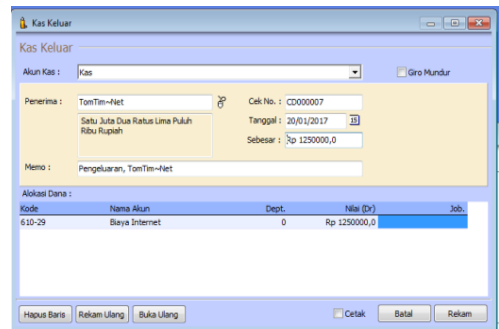 Kas Keluar
Kas Keluar
Akun Kas : Kas Giro Mundur
Penerima : TomTim~Net Cek No. : CD000007
Satu Juta Dua Ratus Lima Puluh
Ribu Rupiah
Tanggal : 20/01/2017 15
Sebesar : Rp 1250000,0
Memo : Pengeluaran, TomTim~Net
Alokasi Dana :
Kode Nama Akun Dept. Nilai (Dr) Job.
610-29 Biaya Internet 0 Rp 1250000,0
Hapus Baris Rekam Ulang Buka Ulang Cetak Batal Rekam